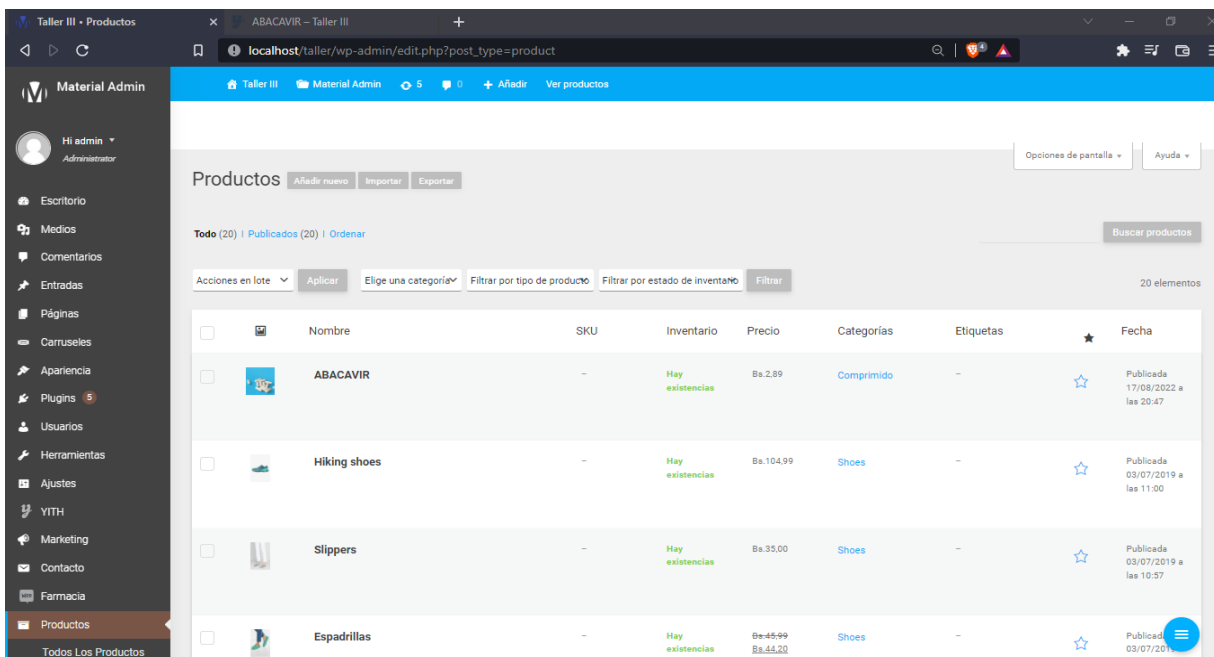 Taller III • Productos
ABACAVIR – Taller III
localhost/taller/wp-admin/edit.php?post_type=product
4
Material Admin
Taller III Material Admin 5 0 + Añadir Ver productos
Hi admin
Administrator
Opciones de pantalla
Ayuda
Productos Añadir nuevo Importar Exportar
Escritorio
Medios
Comentarios
Entradas
Páginas
Carruseles
Apariencia
Plugins 5
Usuarios
Herramientas
Ajustes
YITH
Marketing
Contacto
Farmacia
Productos
Todos Los Productos
Todo (20) | Publicados (20) | Ordenar
Buscar productos
Acciones en lote Aplicar Elige una categoría Filtrar por tipo de producto Filtrar por estado de inventario Filtrar
20 elementos
Nombre SKU Inventario Precio Categorías Etiquetas Fecha
ABACAVIR – Hay existencias Bs.2,89 Comprimido – Publicada
17/08/2022 a
las 20:47
Hiking shoes – Hay existencias Bs.104,99 Shoes – Publicada
03/07/2019 a
las 11:00
Slippers – Hay existencias Bs.35,00 Shoes – Publicada
03/07/2019 a
las 10:57
Espadrillas – Hay existencias Bs.45,99 Shoes –
Bs.44,20